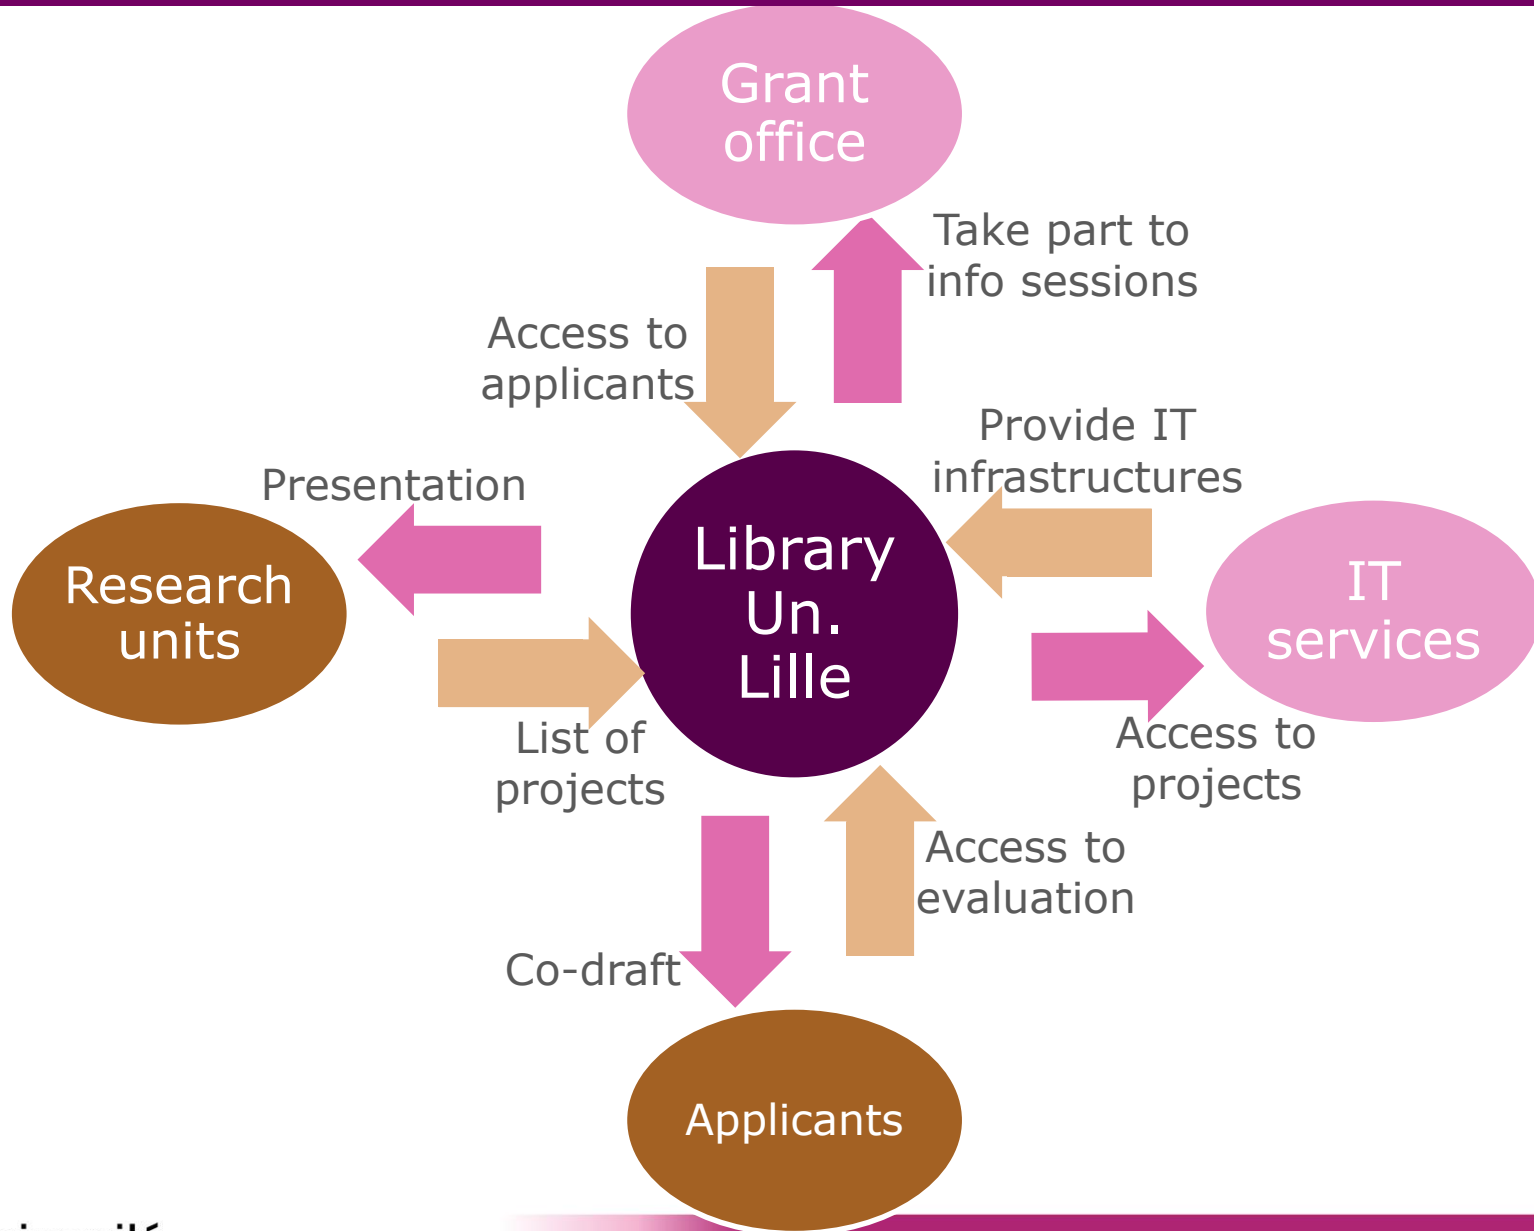 Grant
office
Take part to
info sessions
Access to
applicants
Provide IT
infrastructures
Presentation
Library
Un.
Lille
Research
units
IT
services
List of
projects
Access to
projects
Access to
evaluation
Co-draft
Applicants